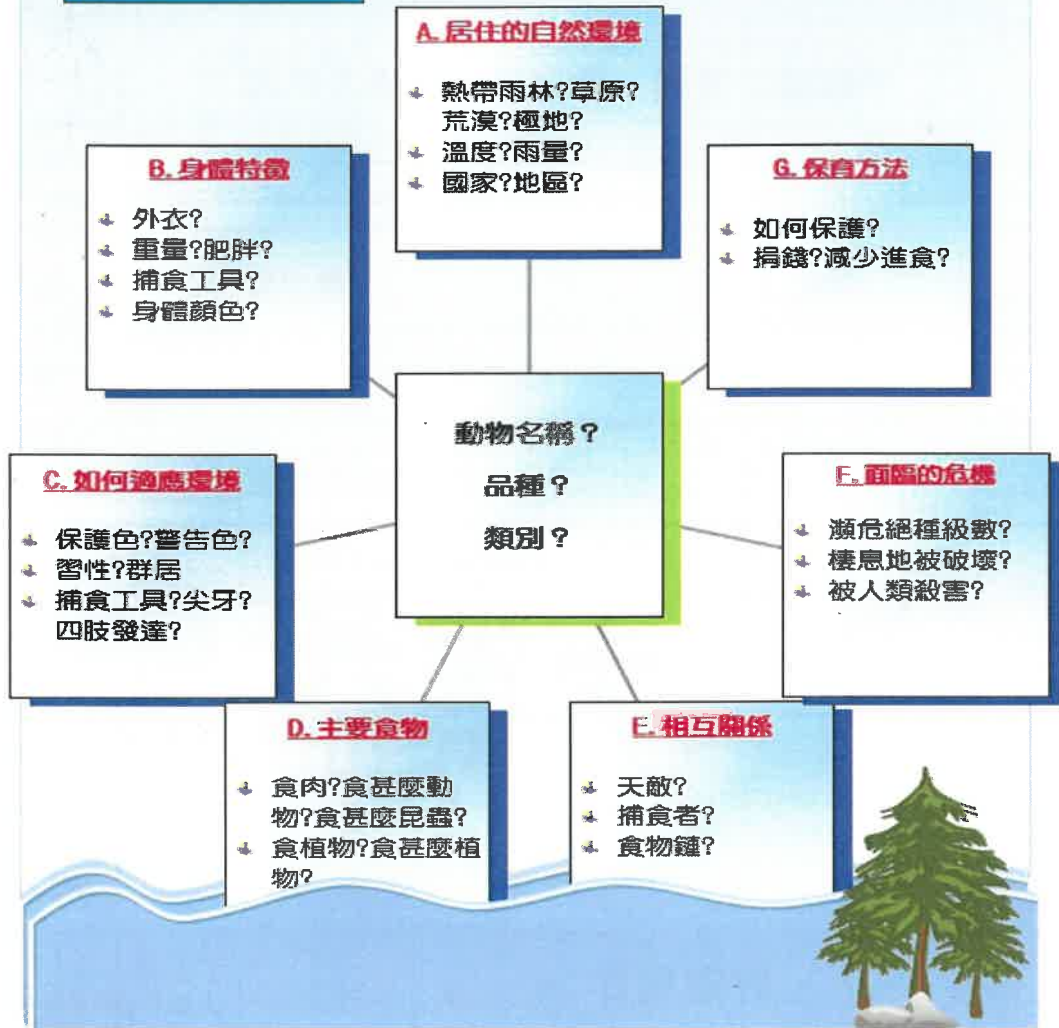 A. 居住的自然環境
熱帶雨林?草原?
荒漠?極地?
溫度?雨量?
國家?地區?
B. 身體特徵
外衣?
重量?肥胖?
捕食工具?
身體顏色?
G. 保育方法
如何保護?
捐錢?減少進食?
動物名稱？
品種？
類別？
C. 如何適應環境
保護色?警告色?
習性?群居
捕食工具?尖牙?
四肢發達?
F. 面臨的危機
瀕危絕種級數?
棲息地被破壞?
被人類殺害?
D. 主要食物
食肉?食甚麼動
物?食甚麼昆蟲?
食植物?食甚麼植
物?
E. 相互關係
天敵?
捕食者?
食物鏈?